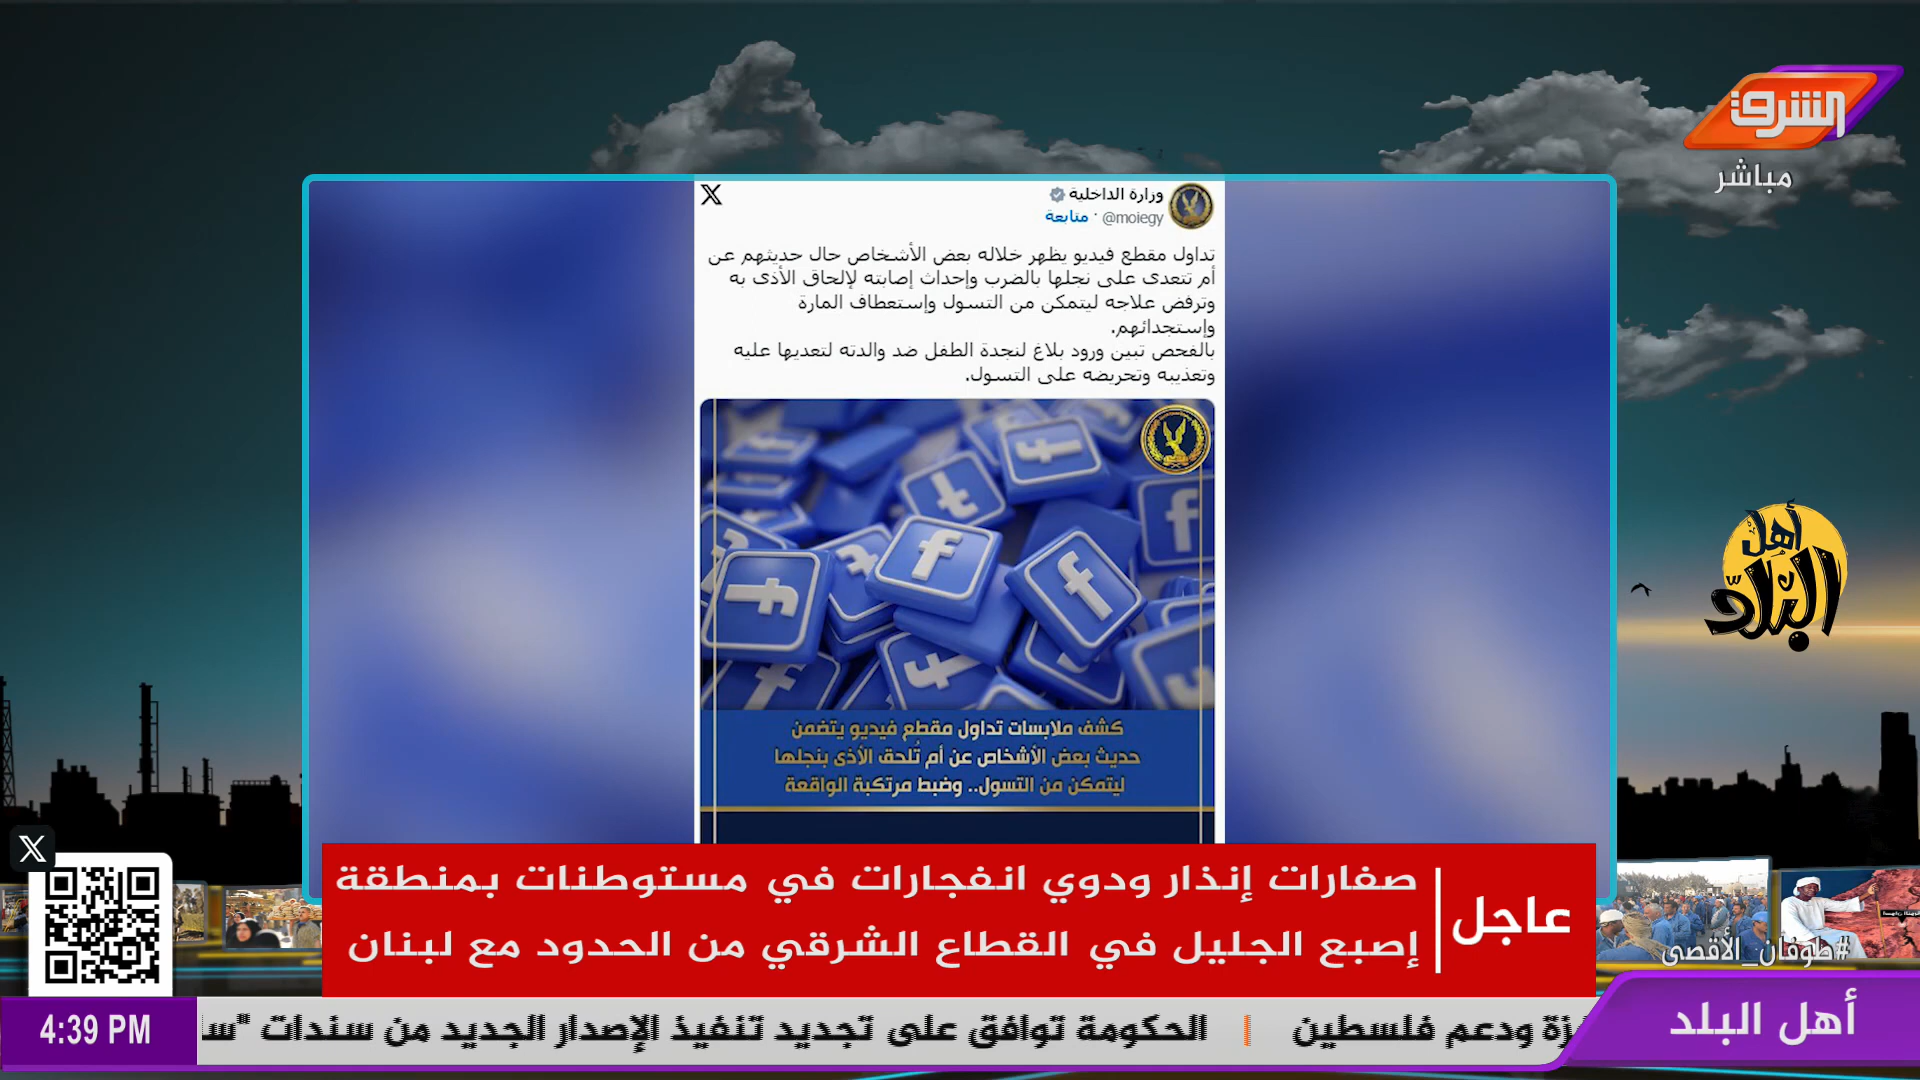 الشرق
مباشر
وزارة الداخلية
@moiegy · متابعة
تداول مقطع فيديو يظهر خلاله بعض الأشخاص حال حديثهم عن
أم تتعدى على نجلها بالضرب وإحداث إصابته لإلحاق الأذى به
وترفض علاجه ليتمكن من التسول وإستعطاف المارة
وإستجدائهم.
بالفحص تبين ورود بلاغ لنجدة الطفل ضد والدته لتعديها عليه
وتعذيبه وتحريضه على التسول.
كشف ملابسات تداول مقطع فيديو يتضمن
حديث بعض الأشخاص عن أم تُلحق الأذى بنجلها
ليتمكن من التسول.. وضبط مرتكبة الواقعة
أهل
البلد
عاجل
صفارات إنذار ودوي انفجارات في مستوطنات بمنطقة
إصبع الجليل في القطاع الشرقي من الحدود مع لبنان
#طوفان_الأقصى
أهل البلد
غزة ودعم فلسطين | الحكومة توافق على تجديد تنفيذ الإصدار الجديد من سندات "سـ
4:39 PM